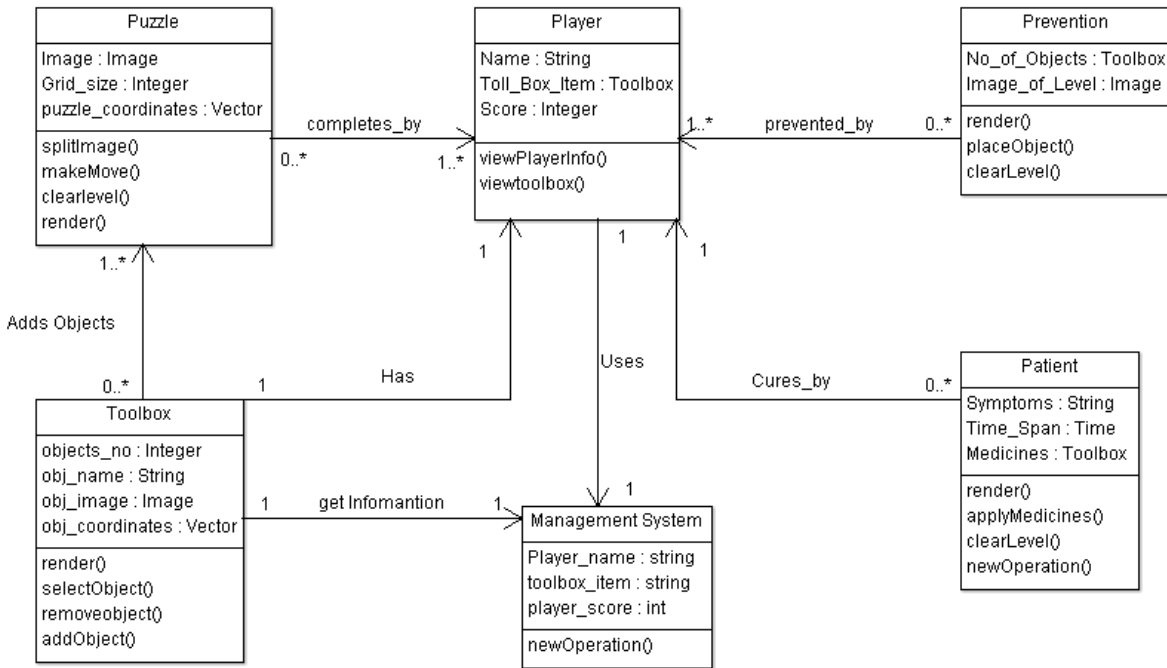 Puzzle
Image : Image
Grid_size : Integer
puzzle_coordinates : Vector
splitImage()
makeMove()
clearlevel()
render()
completes_by
0..*
1..*
Player
Name : String
Toll_Box_Item : Toolbox
Score : Integer
viewPlayerInfo()
viewtoolbox()
1..*
prevented_by
0..*
Prevention
No_of_Objects : Toolbox
Image_of_Level : Image
render()
placeObject()
clearLevel()
1..*
Adds Objects
0..*
1
Has
1
1
Uses
1
1
Cures_by
0..*
Toolbox
objects_no : Integer
obj_name : String
obj_image : Image
obj_coordinates : Vector
render()
selectObject()
removeobject()
addObject()
1
get Infomantion
1
Management System
Player_name : string
toolbox_item : string
player_score : int
newOperation()
Patient
Symptoms : String
Time_Span : Time
Medicines : Toolbox
render()
applyMedicines()
clearLevel()
newOperation()